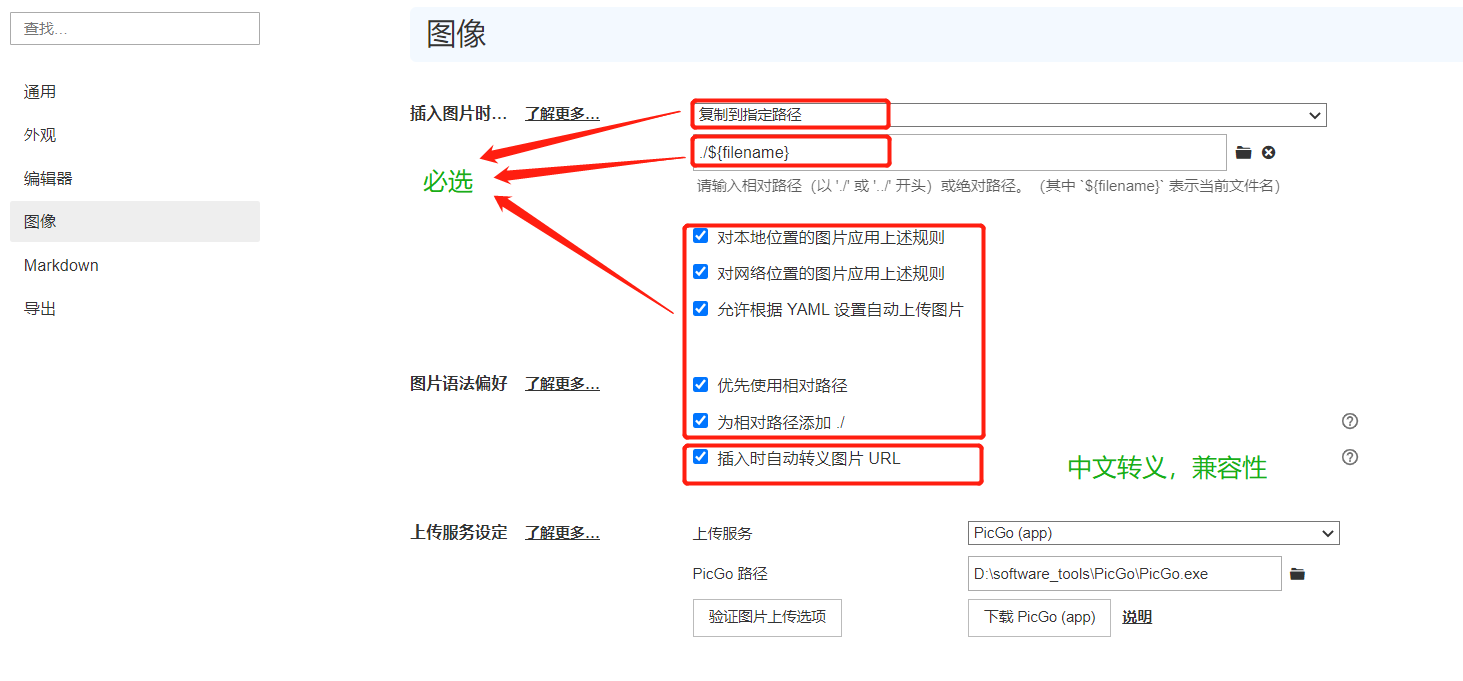 查找...
通用
外观
编辑器
图像
Markdown
导出
图像
插入图片时... 了解更多... 复制到指定路径
./${filename}
请输入相对路径（以 './' 或 '../' 开头）或绝对路径。（其中 `${filename}` 表示当前文件名）
必选
对本地位置的图片应用上述规则
对网络位置的图片应用上述规则
允许根据 YAML 设置自动上传图片
图片语法偏好 了解更多... 优先使用相对路径
为相对路径添加 ./
插入时自动转义图片 URL
中文转义，兼容性
上传服务设定 了解更多... 上传服务 PicGo (app)
PicGo 路径 D:\software_tools\PicGo\PicGo.exe
验证图片上传选项 下载 PicGo (app) 说明